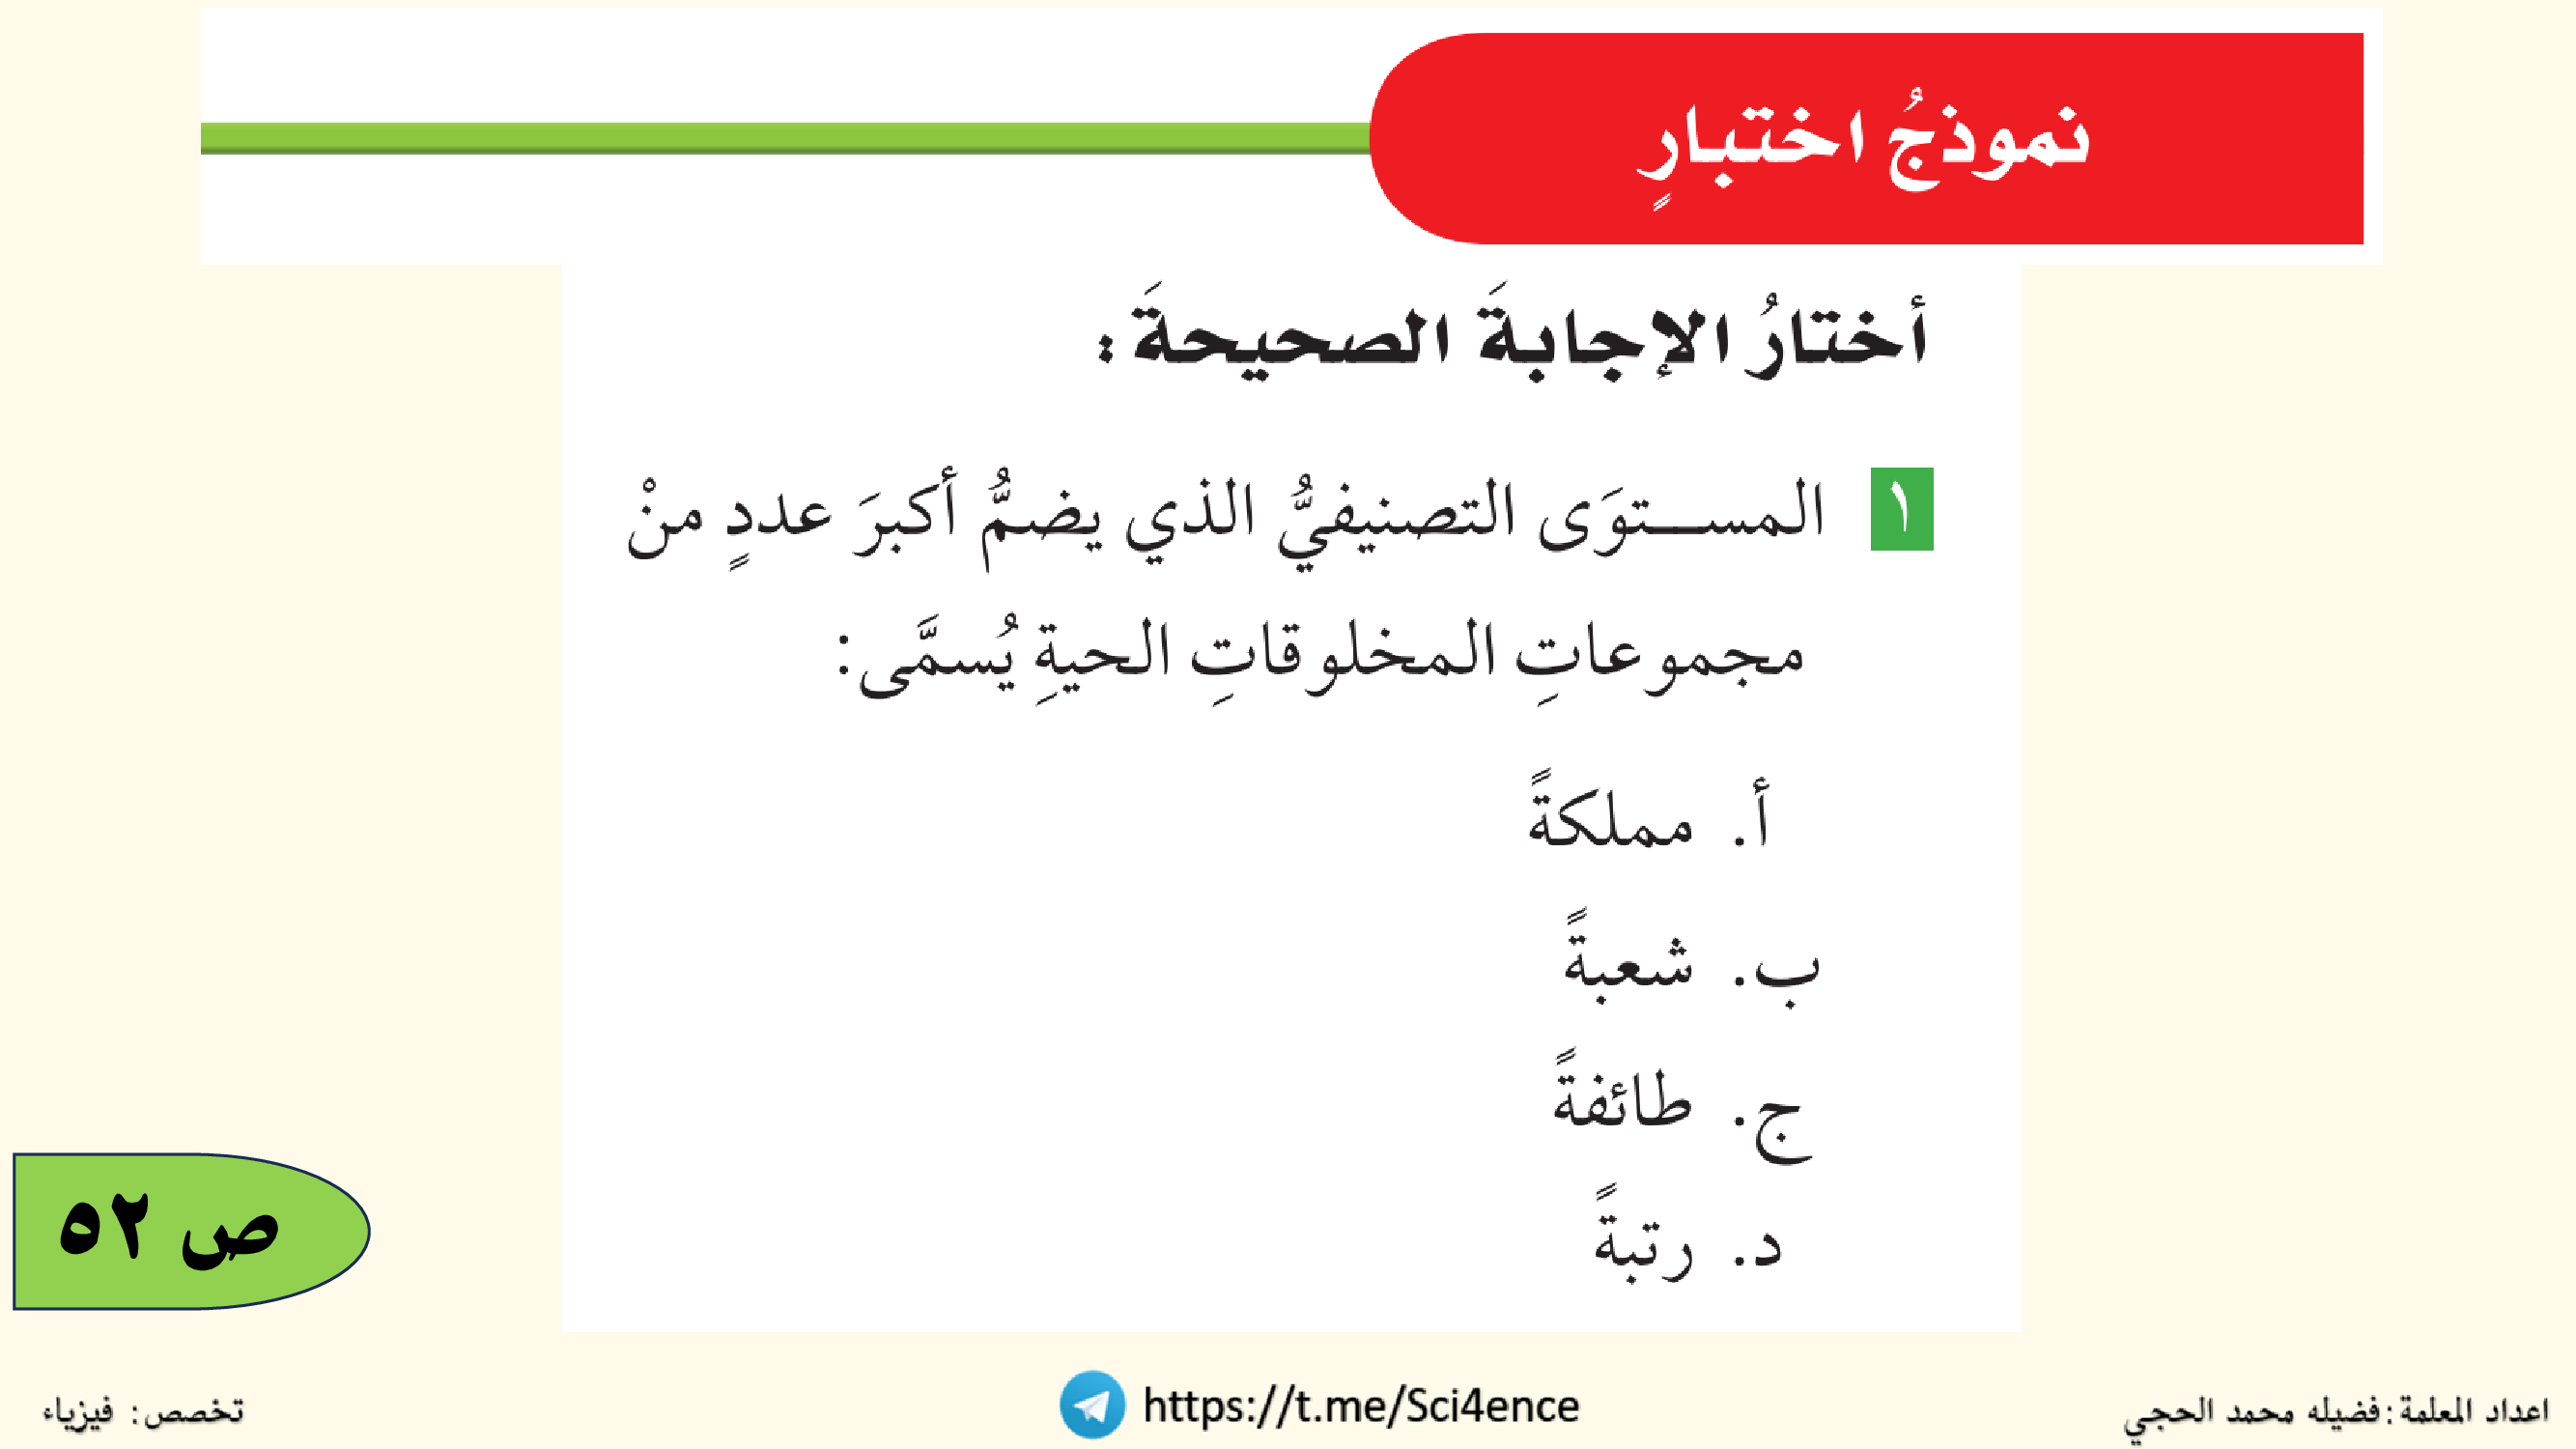 نموذجُ اختبارٍ
أختارُ الإجابةَ الصحيحةَ:
١ المستوَى التصنيفيُّ الذي يضمُّ أكبرَ عددٍ منْ
مجموعاتِ المخلوقاتِ الحيةِ يُسمَّى:
أ. مملكةً
ب. شعبةً
ج. طائفةً
د. رتبةً
ص ٥٢
اعداد المعلمة: فضيله محمد الحجي
https://t.me/Sci4ence
تخصص: فيزياء